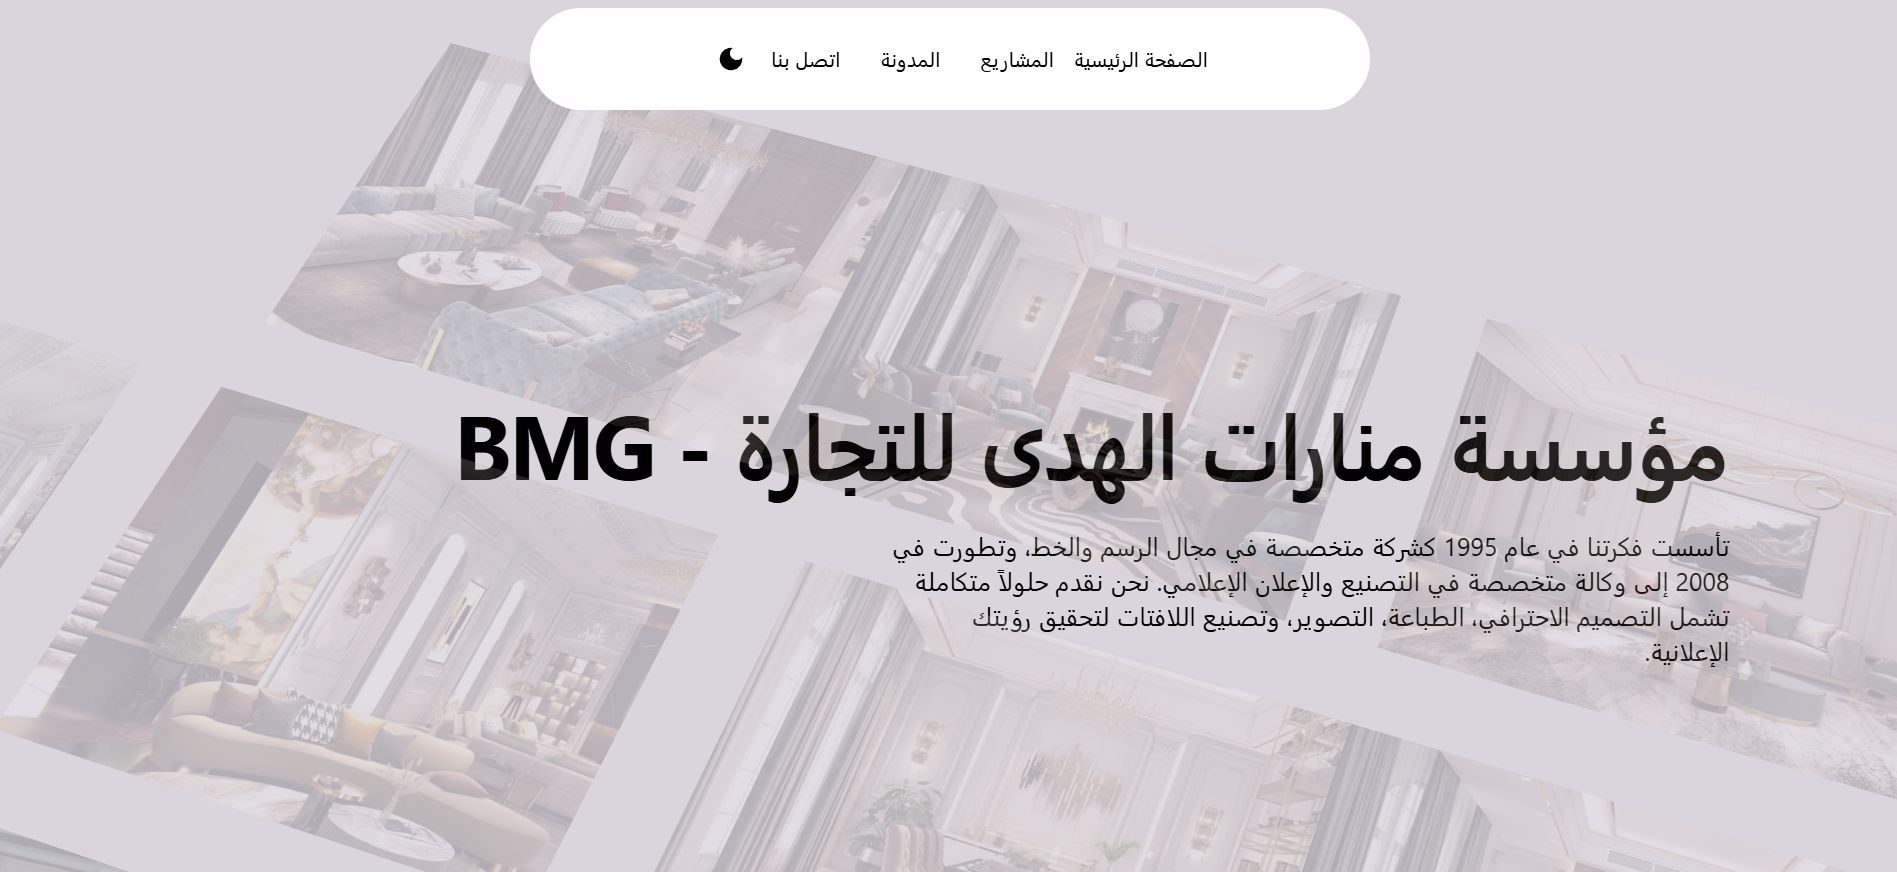 الصفحة الرئيسية
المشاريع
المدونة
اتصل بنا
مؤسسة منارات الهدى للتجارة - BMG
تأسست فكرتنا في عام 1995 كشركة متخصصة في مجال الرسم والخط، وتطورت في
2008 إلى وكالة متخصصة في التصنيع والإعلان الإعلامي. نحن نقدم حلولاً متكاملة
تشمل التصميم الاحترافي، الطباعة، التصوير، وتصنيع اللافتات لتحقيق رؤيتك
الإعلانية.